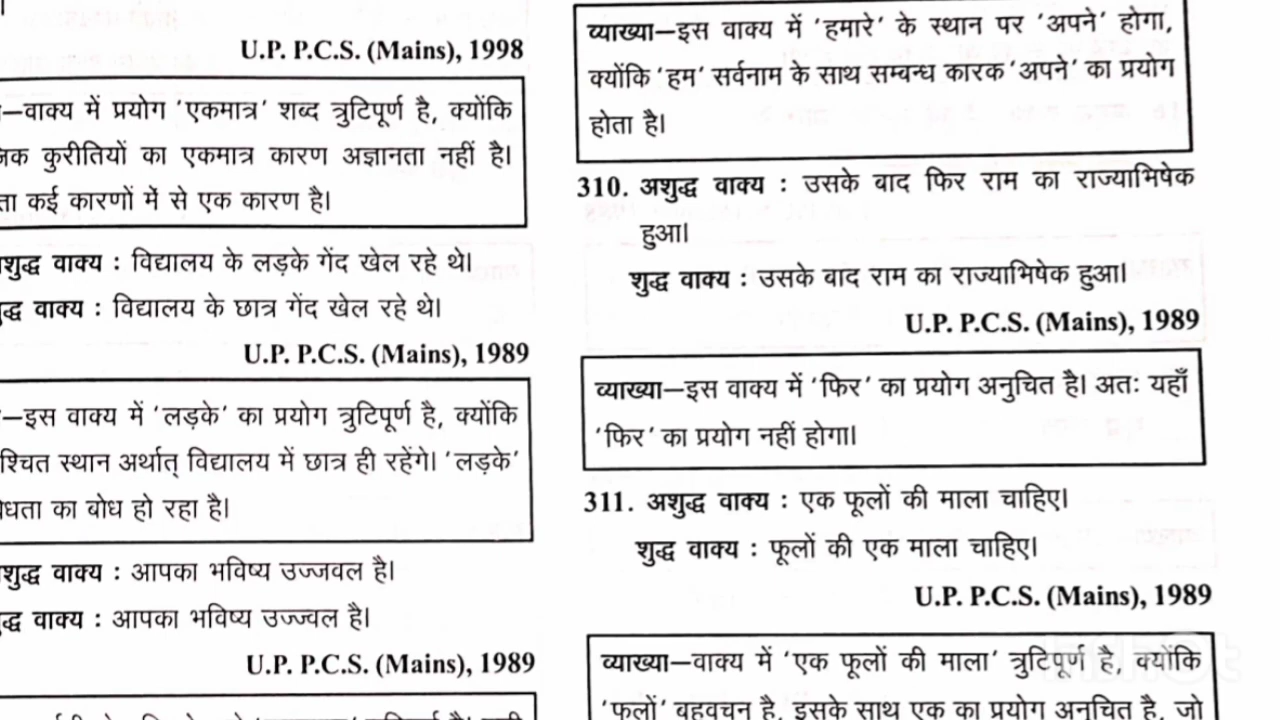 U.P. P.C.S. (Mains), 1998
–वाक्य में प्रयोग 'एकमात्र' शब्द त्रुटिपूर्ण है, क्योंकि
कुरीतियों का एकमात्र कारण अज्ञानता नहीं है।
कई कारणों में से एक कारण है।
वाक्य : विद्यालय के लड़के गेंद खेल रहे थे।
वाक्य : विद्यालय के छात्र गेंद खेल रहे थे।
U.P. P.C.S. (Mains), 1989
–इस वाक्य में 'लड़के' का प्रयोग त्रुटिपूर्ण है, क्योंकि
स्थान अर्थात् विद्यालय में छात्र ही रहेंगे। 'लड़के'
का बोध हो रहा है।
वाक्य : आपका भविष्य उज्जवल है।
वाक्य : आपका भविष्य उज्ज्वल है।
U.P. P.C.S. (Mains), 1989
व्याख्या–इस वाक्य में 'हमारे' के स्थान पर 'अपने' होगा,
क्योंकि 'हम' सर्वनाम के साथ सम्बन्ध कारक 'अपने' का प्रयोग
होता है।
310. अशुद्ध वाक्य : उसके बाद फिर राम का राज्याभिषेक
हुआ।
शुद्ध वाक्य : उसके बाद राम का राज्याभिषेक हुआ।
U.P. P.C.S. (Mains), 1989
व्याख्या–इस वाक्य में 'फिर' का प्रयोग अनुचित है। अतः यहाँ
'फिर' का प्रयोग नहीं होगा।
311. अशुद्ध वाक्य : एक फूलों की माला चाहिए।
शुद्ध वाक्य : फूलों की एक माला चाहिए।
U.P. P.C.S. (Mains), 1989
व्याख्या–वाक्य में 'एक फूलों की माला' त्रुटिपूर्ण है, क्योंकि
'फूलों' बहुवचन है, इसके साथ एक का प्रयोग अनुचित है, जो